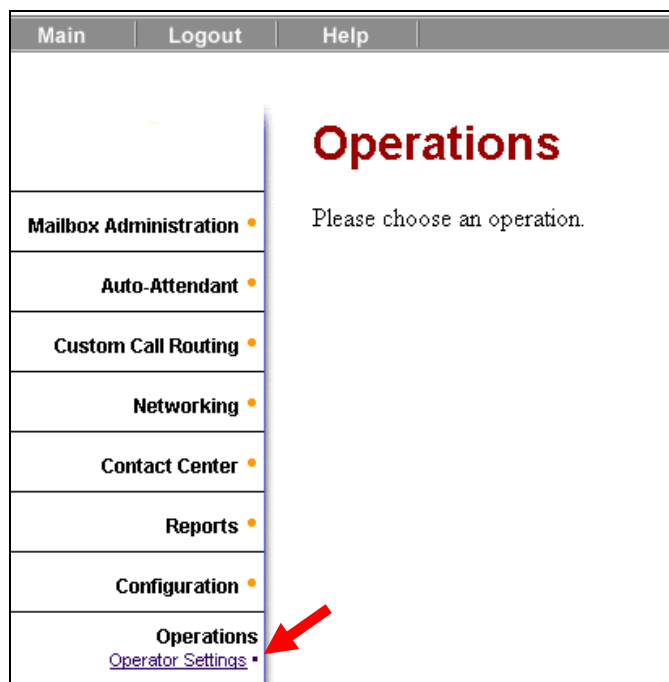 Main Logout Help
Operations
Please choose an operation.
Mailbox Administration
Auto-Attendant
Custom Call Routing
Networking
Contact Center
Reports
Configuration
Operations
Operator Settings